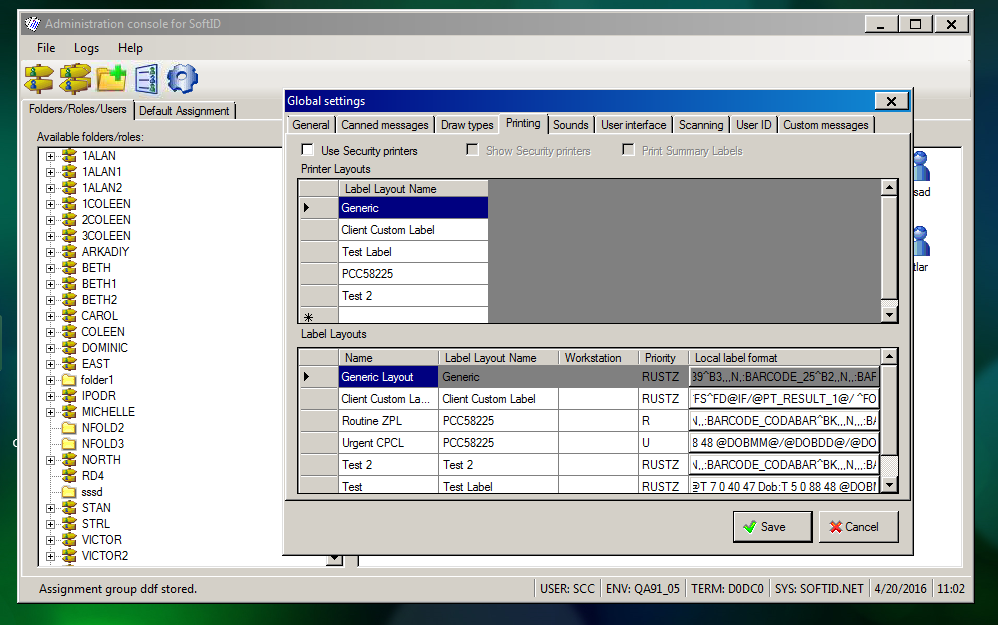 Administration console for SoftID
File Logs Help
Folders/Roles/Users Default Assignment
Available folders/roles:
1ALAN
1ALAN1
1ALAN2
1COLEEN
2COLEEN
3COLEEN
ARKADIY
BETH
BETH1
BETH2
CAROL
COLEEN
DOMINIC
EAST
folder1
IPODR
MICHELLE
NFOLD2
NFOLD3
NORTH
RD4
sssd
STAN
STRL
VICTOR
VICTOR2
sad
tlar
Global settings
General Canned messages Draw types Printing Sounds User interface Scanning User ID Custom messages
Use Security printers Show Security printers Print Summary Labels
Printer Layouts
Label Layout Name
Generic
Client Custom Label
Test Label
PCC58225
Test 2
Label Layouts
Name Label Layout Name Workstation Priority Local label format
Generic Layout Generic RUSTZ 39^B3,,,N,:BARCODE_25^B2,,N,,:BAF
Client Custom La... Client Custom Label RUSTZ ^FS^FD@IF/@PT_RESULT_1@/ ^FO
Routine ZPL PCC58225 R N,,:BARCODE_CODABAR^BK,,,N,,,:BA
Urgent CPCL PCC58225 U 8 48 @DOBMM@/@DOBDD@/@DO
Test 2 Test 2 RUSTZ N,,:BARCODE_CODABAR^BK,,,N,,,:BA
Test Test Label RUSTZ @T 7 0 40 47 Dob:T 5 0 88 48 @DOBM
Save Cancel
Assignment group ddf stored. USER: SCC ENV: QA91_05 TERM: D0DC0 SYS: SOFTID.NET 4/20/2016 11:02